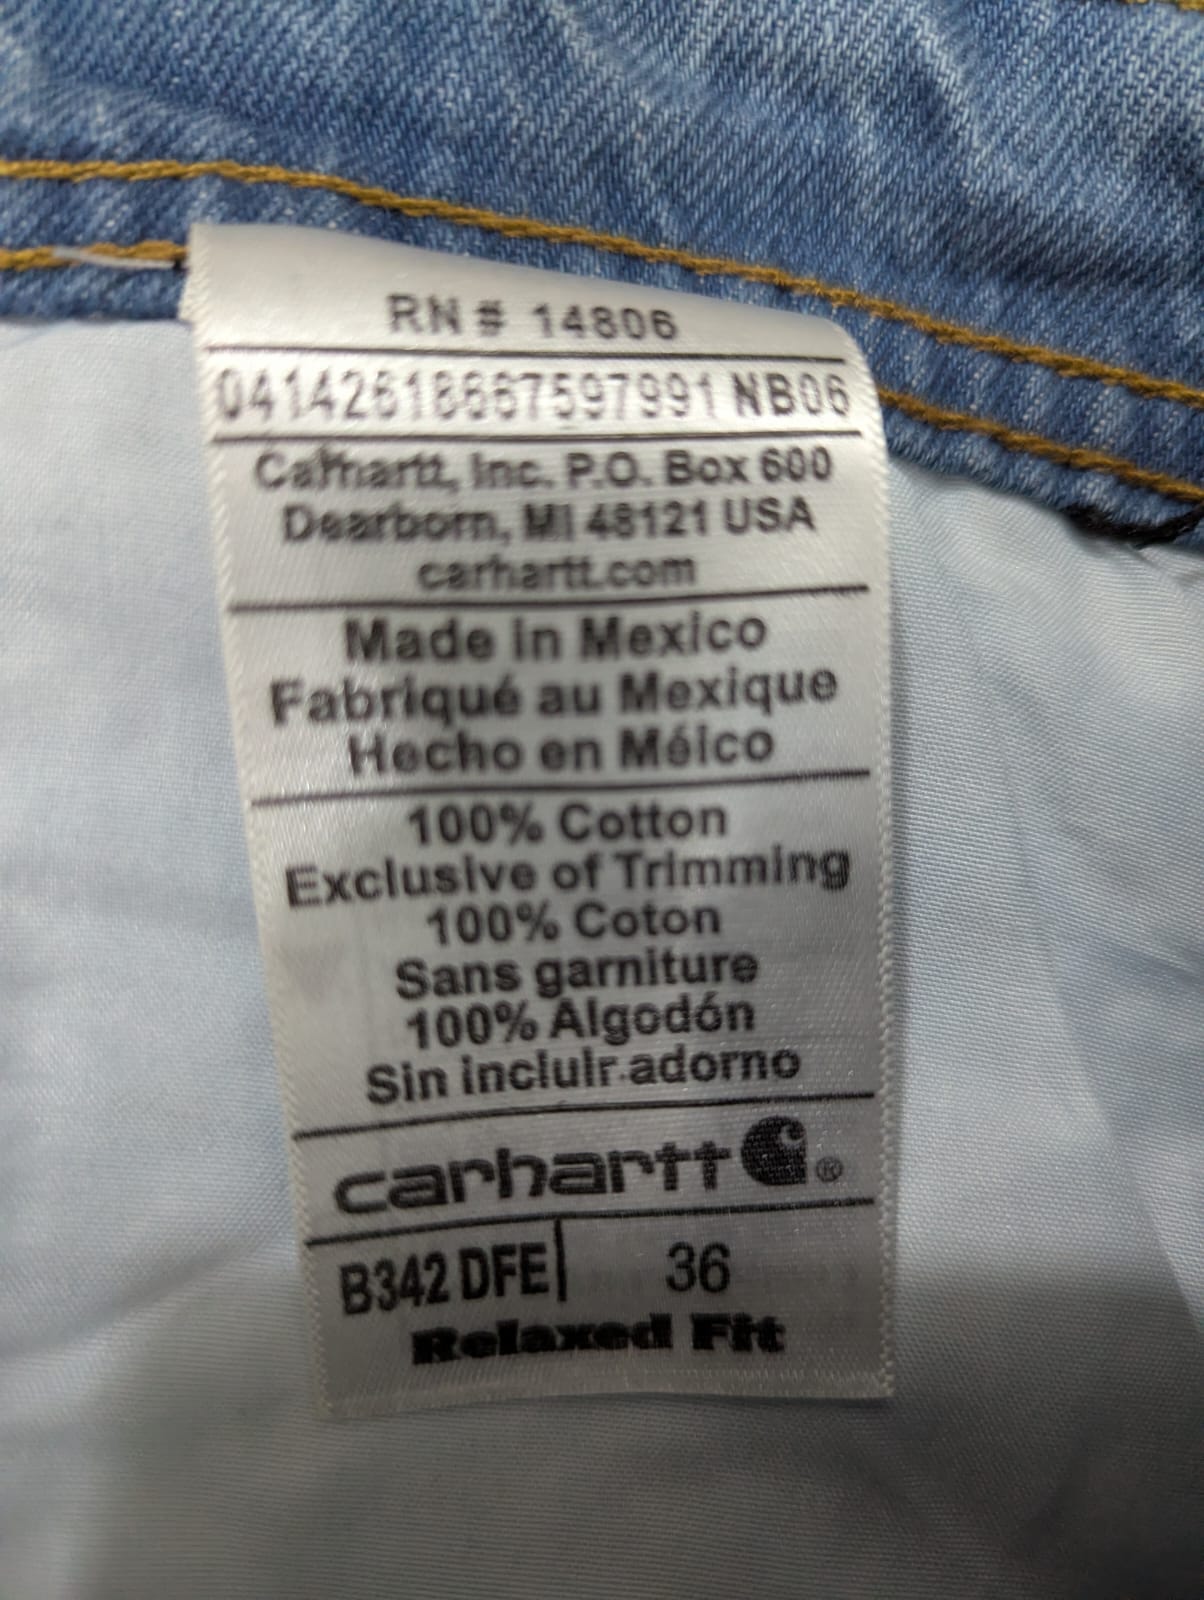 RN # 14806
NB06
Carhartt, Inc. P.O. Box 600
Dearborn, MI 48121 USA
carhartt.com
Made in Mexico
Fabriqué au Mexique
Hecho en Méico
100% Cotton
Exclusive of Trimming
100% Coton
Sans garniture
100% Algodón
Sin incluir adorno
carhartt ®
B342 DFE 36
Relaxed Fit